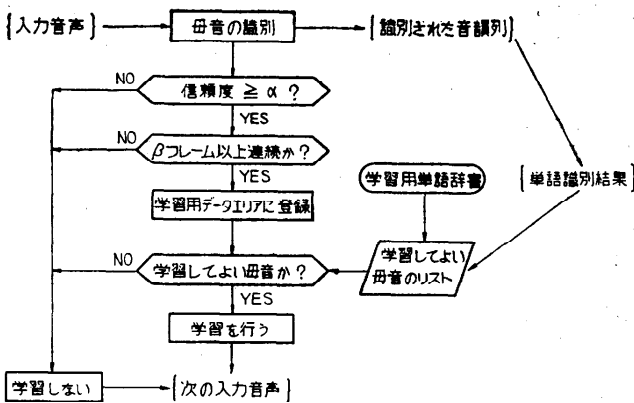 {入力音声}
母音の識別
{識別された音韻列}
NO
信頼度 ≧ α ?
YES
NO
βフレーム以上連続か?
YES
学習用単語辞書
{単語識別結果}
学習用データエリアに登録
NO
学習してよい母音か?
学習してよい
母音のリスト
YES
学習を行う
学習しない
{次の入力音声}